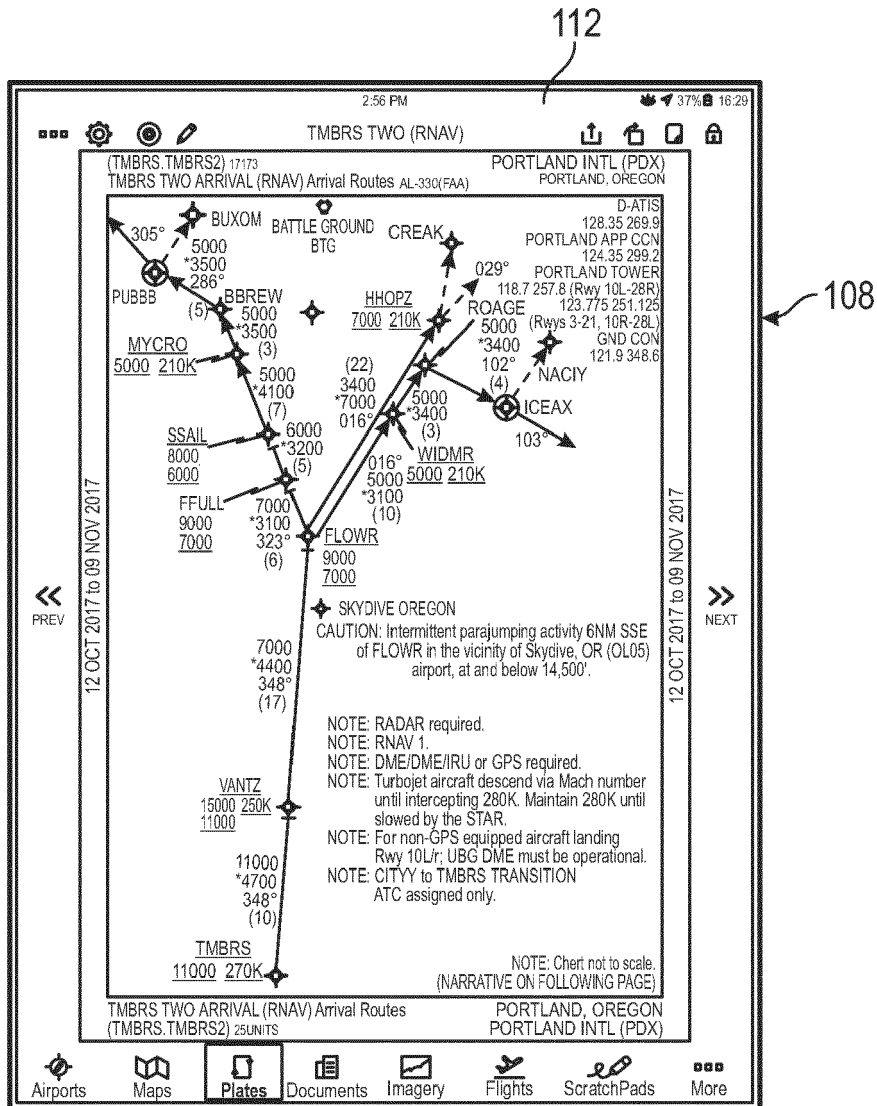 112
108
2:56 PM
37% 16:29
TMBRS TWO (RNAV)
(TMBRS.TMBRS2) 17173
PORTLAND INTL (PDX)
TMBRS TWO ARRIVAL (RNAV) Arrival Routes AL-330(FAA)
PORTLAND, OREGON
305°
BUXOM
5000
*3500
286°
PUBBB
BATTLE GROUND
BTG
CREAK
D-ATIS
128.35 269.9
PORTLAND APP CCN
124.35 299.2
PORTLAND TOWER
118.7 257.8 (Rwy 10L-28R)
123.775 251.125
(Rwys 3-21, 10R-28L)
GND CON
121.9 348.6
029°
(5)
BBREW
5000
*3500
(3)
HHOPZ
7000 210K
ROAGE
5000
*3400
102°
(4)
NACIY
ICEAX
103°
MYCRO
5000 210K
5000
*4100
(7)
(22)
3400
*7000
016°
5000
*3400
(3)
WIDMR
5000 210K
SSAIL
8000
6000
6000
*3200
(5)
016°
5000
*3100
(10)
FFULL
9000
7000
7000
*3100
323°
(6)
FLOWR
9000
7000
12 OCT 2017 to 09 NOV 2017
12 OCT 2017 to 09 NOV 2017
PREV
NEXT
SKYDIVE OREGON
CAUTION: Intermittent parajumping activity 6NM SSE
of FLOWR in the vicinity of Skydive, OR (OL05)
airport, at and below 14,500'.
7000
*4400
348°
(17)
NOTE: RADAR required.
NOTE: RNAV 1.
NOTE: DME/DME/IRU or GPS required.
NOTE: Turbojet aircraft descend via Mach number
until intercepting 280K. Maintain 280K until
slowed by the STAR.
NOTE: For non-GPS equipped aircraft landing
Rwy 10L/r; UBG DME must be operational.
NOTE: CITYY to TMBRS TRANSITION
ATC assigned only.
VANTZ
15000 250K
11000
11000
*4700
348°
(10)
TMBRS
11000 270K
NOTE: Chert not to scale.
(NARRATIVE ON FOLLOWING PAGE)
TMBRS TWO ARRIVAL (RNAV) Arrival Routes
PORTLAND, OREGON
(TMBRS.TMBRS2) 25UNITS
PORTLAND INTL (PDX)
Airports
Maps
Plates
Documents
Imagery
Flights
ScratchPads
More